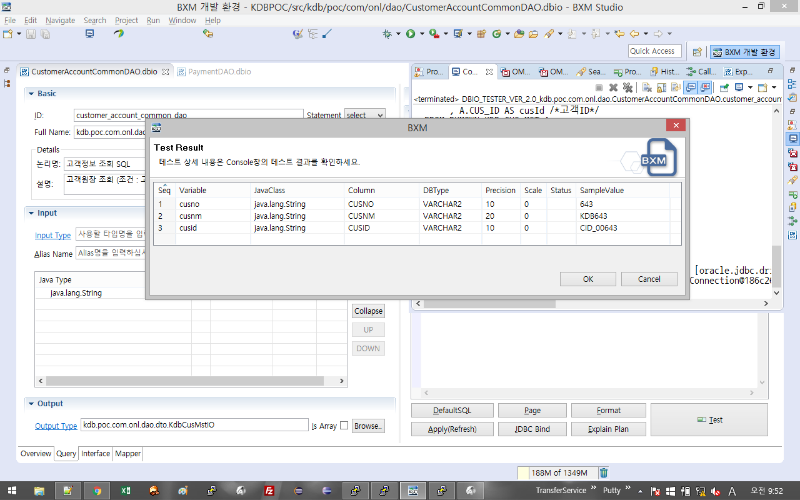 BXM 개발 환경 - KDBPOC/src/kdb/poc/com/onl/dao/CustomerAccountCommonDAO.dbio - BXM Studio
File Edit Navigate Search Project Run Window Help
Quick Access
BXM 개발 환경
CustomerAccountCommonDAO.dbio
PaymentDAO.dbio
Pro... Co... OM... OM... Sea... Pro... Hist... Call... Exp...
<terminated> DBIO_TESTER_VER_2.0_kdb.poc.com.onl.dao.CustomerAccountCommonDAO.customer_accoun
, A.CUS_ID AS cusId /*고객ID*/
Basic
ID: customer_account_common_dao Statement select
Full Name: kdb.poc.com.onl.dao
Details
논리명: 고객정보 조회 SQL
설명: 고객원장 조회 (조건 : 고
Input
Input Type 사용할 타입명을 입
Alias Name Alias명을 입력하십시
Java Type
java.lang.String
Collapse
UP
DOWN
BXM
Test Result
테스트 상세 내용은 Console창의 테스트 결과를 확인하세요.
BXM
Seq Variable JavaClass Column DBType Precision Scale Status SampleValue
1 cusno java.lang.String CUSNO VARCHAR2 10 0 643
2 cusnm java.lang.String CUSNM VARCHAR2 20 0 KDB643
3 cusid java.lang.String CUSID VARCHAR2 10 0 CID_00643
OK Cancel
[oracle.jdbc.dri
Connection@186c26
Output
Output Type kdb.poc.com.onl.dao.dto.KdbCusMstIO Is Array Browse..
DefaultSQL Page Format Test
Apply(Refresh) JDBC Bind Explain Plan
Overview Query Interface Mapper
188M of 1349M
TransferService Putty A 오전 9:52